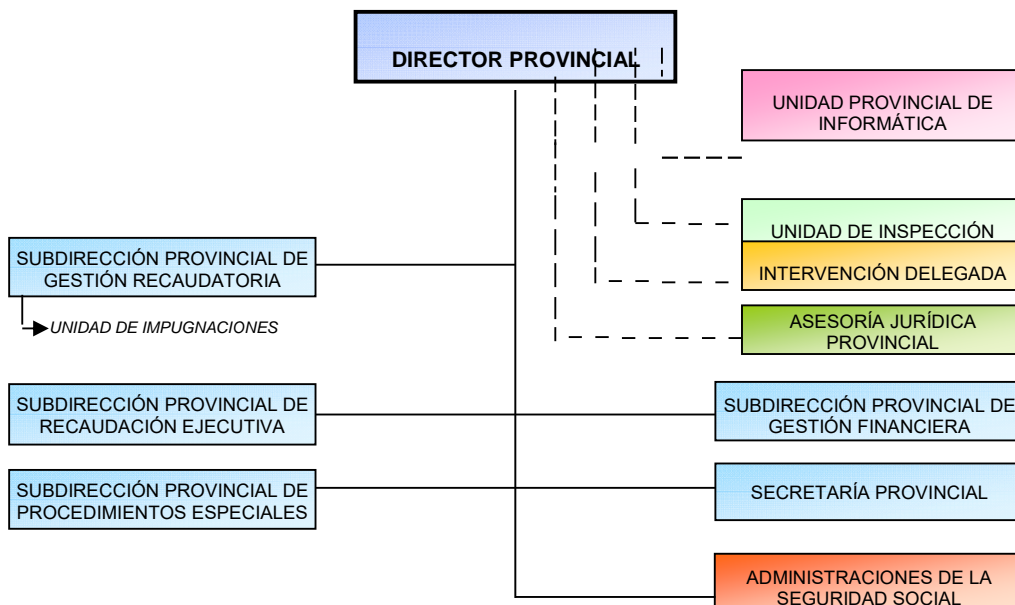 DIRECTOR PROVINCIAL
UNIDAD PROVINCIAL DE
INFORMÁTICA
UNIDAD DE INSPECCIÓN
INTERVENCIÓN DELEGADA
ASESORÍA JURÍDICA
PROVINCIAL
SUBDIRECCIÓN PROVINCIAL DE
GESTIÓN RECAUDATORIA
UNIDAD DE IMPUGNACIONES
SUBDIRECCIÓN PROVINCIAL DE
RECAUDACIÓN EJECUTIVA
SUBDIRECCIÓN PROVINCIAL DE
GESTIÓN FINANCIERA
SUBDIRECCIÓN PROVINCIAL DE
PROCEDIMIENTOS ESPECIALES
SECRETARÍA PROVINCIAL
ADMINISTRACIONES DE LA
SEGURIDAD SOCIAL